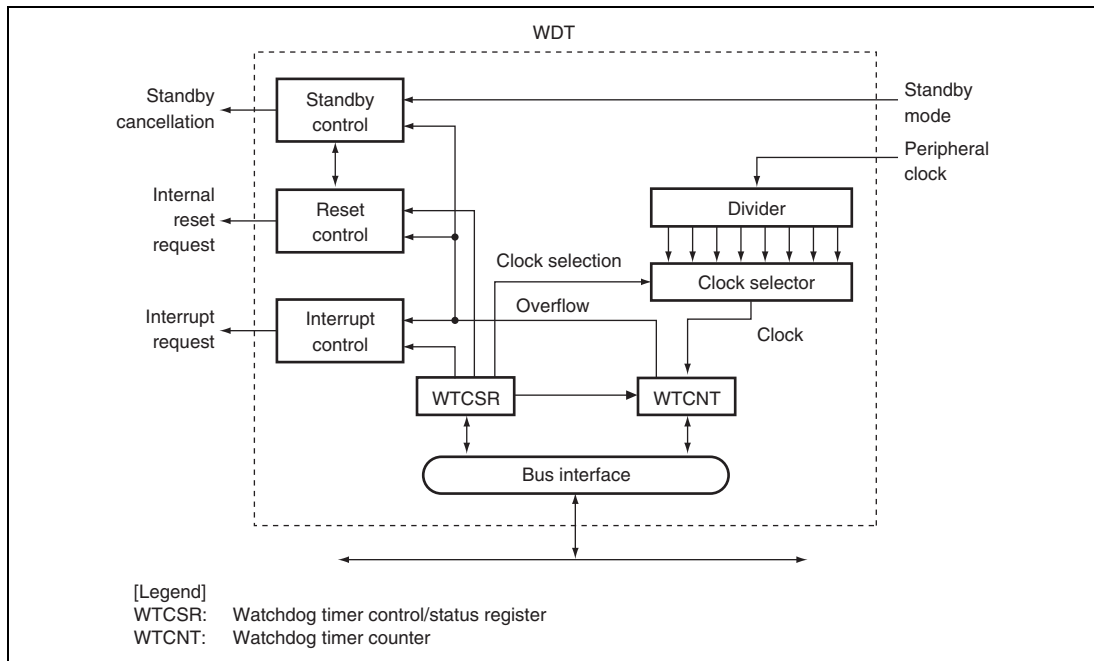 WDT
Standby
cancellation
Standby
control
Standby
mode
Peripheral
clock
Internal
reset
request
Reset
control
Divider
Clock selection
Clock selector
Overflow
Interrupt
request
Interrupt
control
Clock
WTCSR
WTCNT
Bus interface
[Legend]
WTCSR: Watchdog timer control/status register
WTCNT: Watchdog timer counter